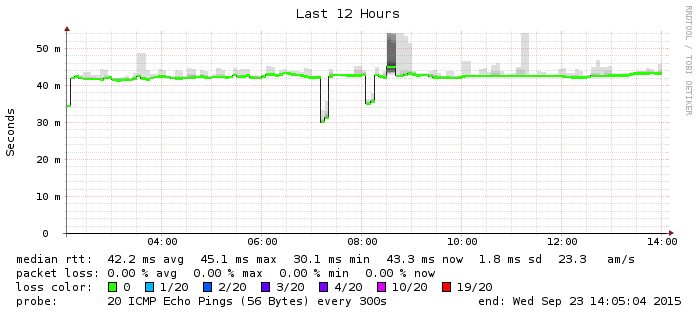 Last 12 Hours
RRDTOOL / TOBI OETIKER
Seconds
50 m
40 m
30 m
20 m
10 m
0
04:00 06:00 08:00 10:00 12:00 14:00
median rtt: 42.2 ms avg 45.1 ms max 30.1 ms min 43.3 ms now 1.8 ms sd 23.3 am/s
packet loss: 0.00 % avg 0.00 % max 0.00 % min 0.00 % now
loss color: 0 1/20 2/20 3/20 4/20 10/20 19/20
probe: 20 ICMP Echo Pings (56 Bytes) every 300s end: Wed Sep 23 14:05:04 2015